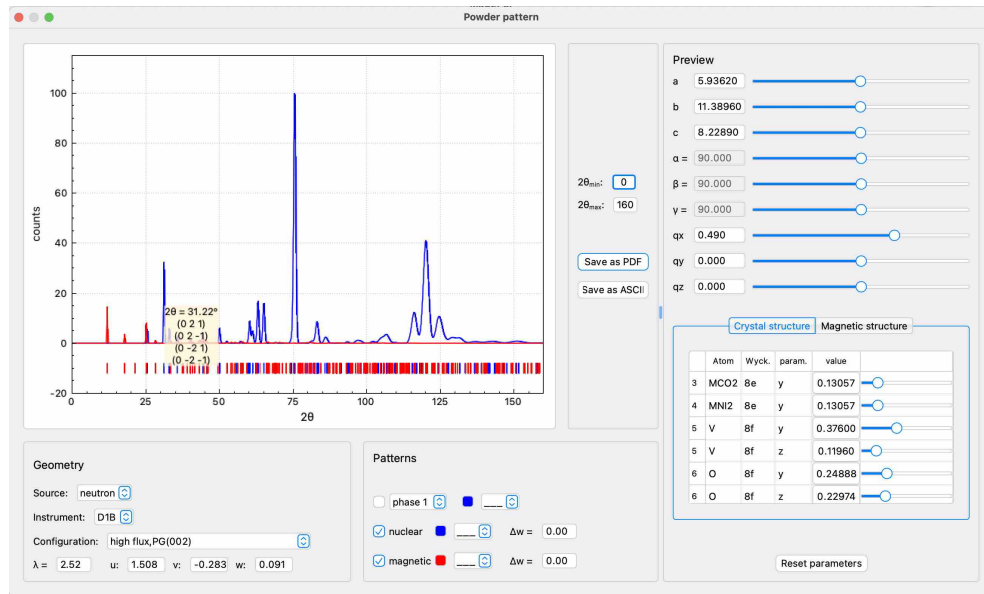 Powder pattern
counts
100
80
60
40
20
0
-20
0 25 50 75 100 125 150
2θ
2θ = 31.22°
(0 2 1)
(0 2 -1)
(0 -2 1)
(0 -2 -1)
2θmin: 0
2θmax: 160
Save as PDF
Save as ASCII
Preview
a 5.93620
b 11.38960
c 8.22890
α = 90.000
β = 90.000
γ = 90.000
qx 0.490
qy 0.000
qz 0.000
Crystal structure Magnetic structure
Atom Wyck. param. value
3 MCO2 8e y 0.13057
4 MNI2 8e y 0.13057
5 V 8f y 0.37600
5 V 8f z 0.11960
6 O 8f y 0.24888
6 O 8f z 0.22974
Reset parameters
Geometry
Source: neutron
Instrument: D1B
Configuration: high flux,PG(002)
λ = 2.52 u: 1.508 v: -0.283 w: 0.091
Patterns
phase 1 ___
nuclear ___ Δw = 0.00
magnetic ___ Δw = 0.00